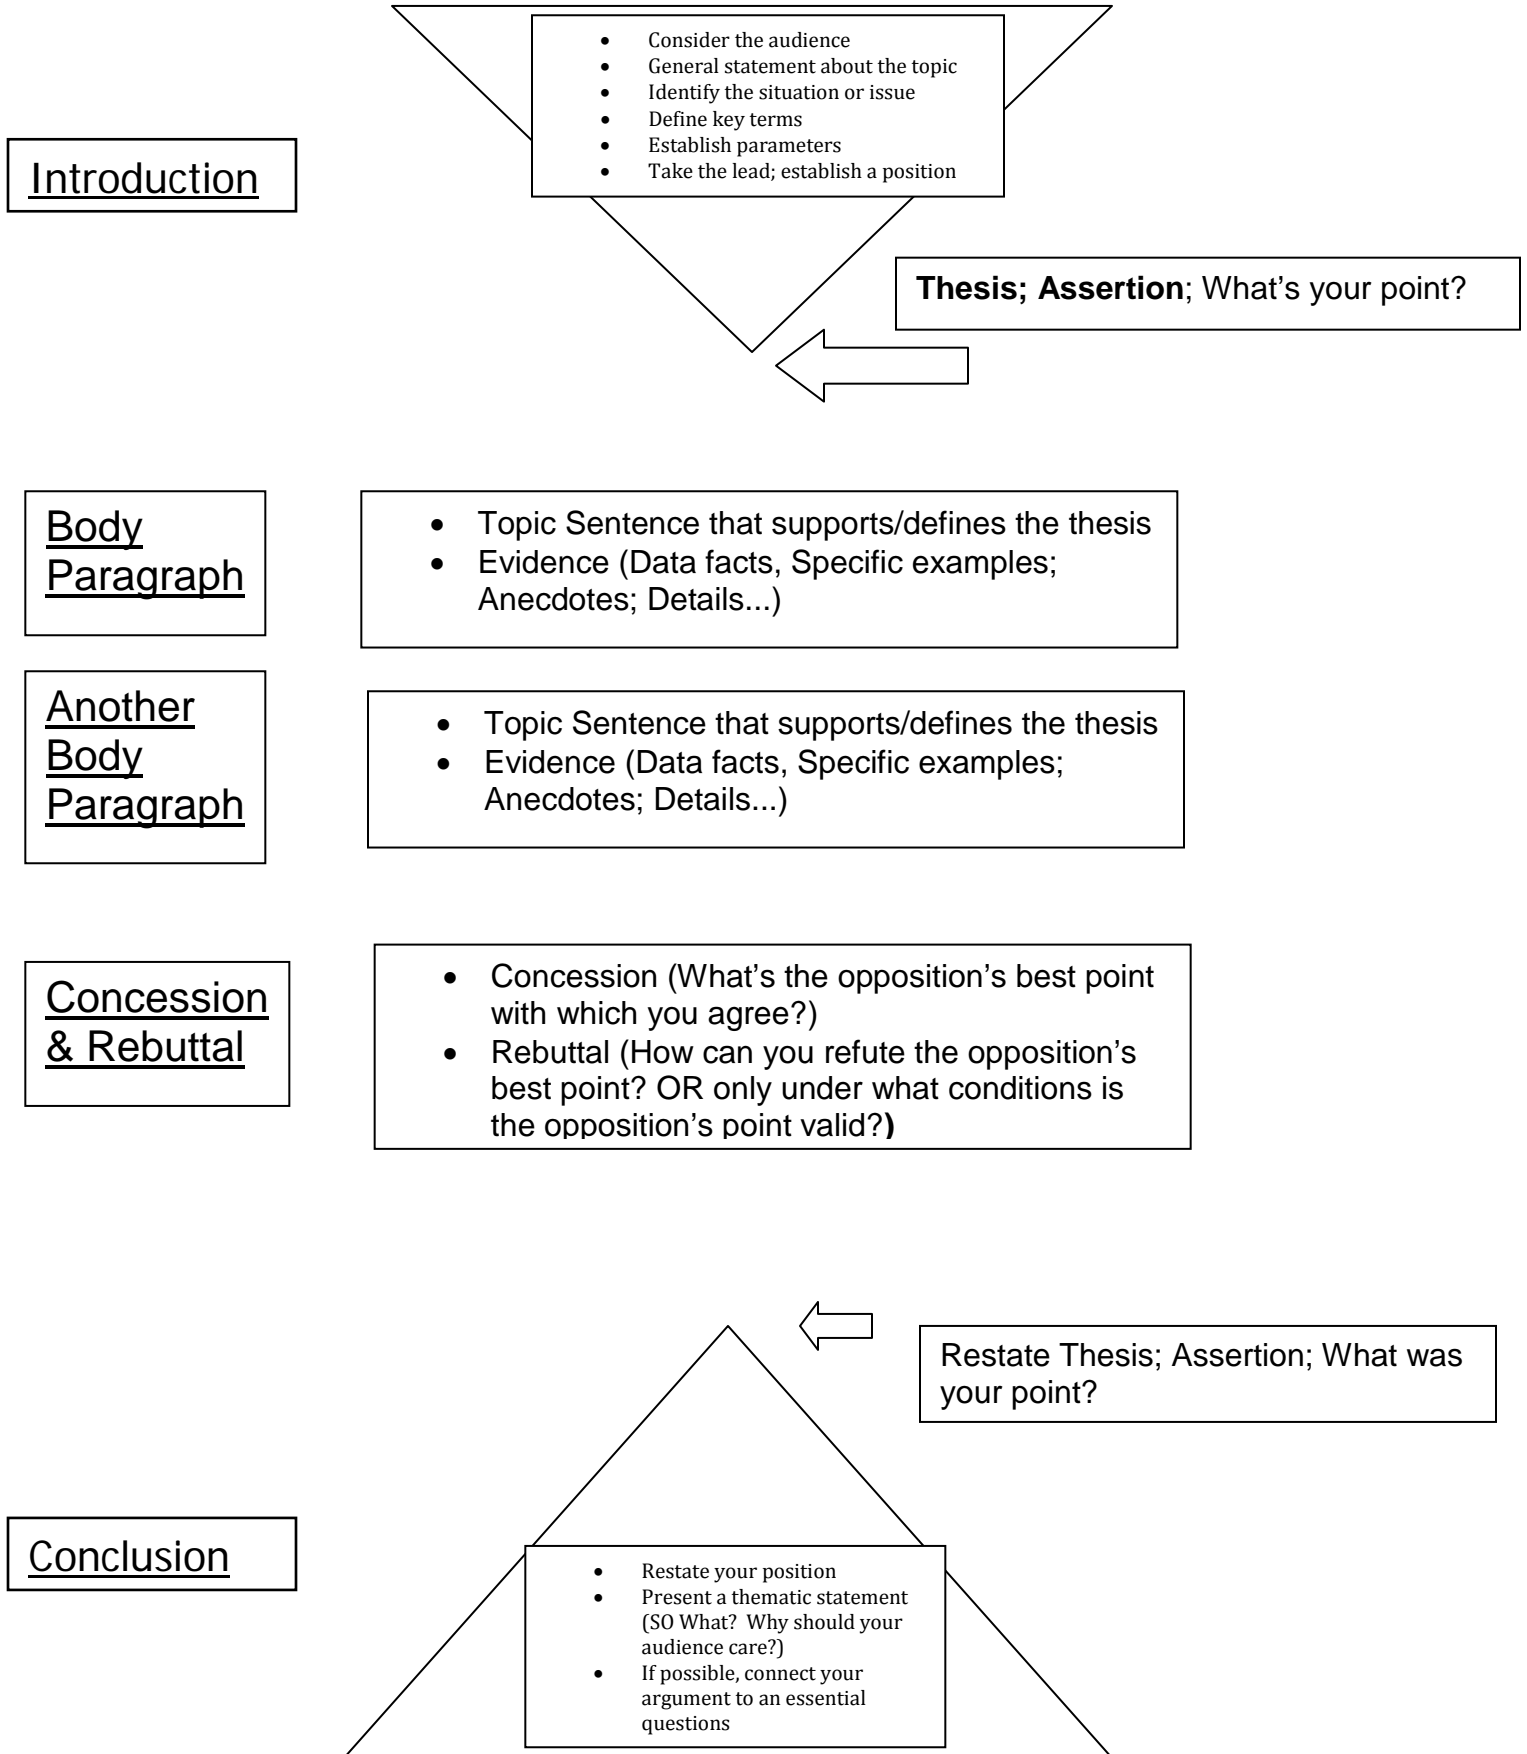 • Consider the audience
• General statement about the topic
• Identify the situation or issue
• Define key terms
• Establish parameters
• Take the lead; establish a position
Introduction
Thesis; Assertion; What’s your point?
Body
Paragraph
• Topic Sentence that supports/defines the thesis
• Evidence (Data facts, Specific examples;
Anecdotes; Details...)
Another
Body
Paragraph
• Topic Sentence that supports/defines the thesis
• Evidence (Data facts, Specific examples;
Anecdotes; Details...)
Concession
& Rebuttal
• Concession (What’s the opposition’s best point
with which you agree?)
• Rebuttal (How can you refute the opposition’s
best point? OR only under what conditions is
the opposition’s point valid?)
Restate Thesis; Assertion; What was
your point?
Conclusion
• Restate your position
• Present a thematic statement
(SO What? Why should your
audience care?)
• If possible, connect your
argument to an essential
questions